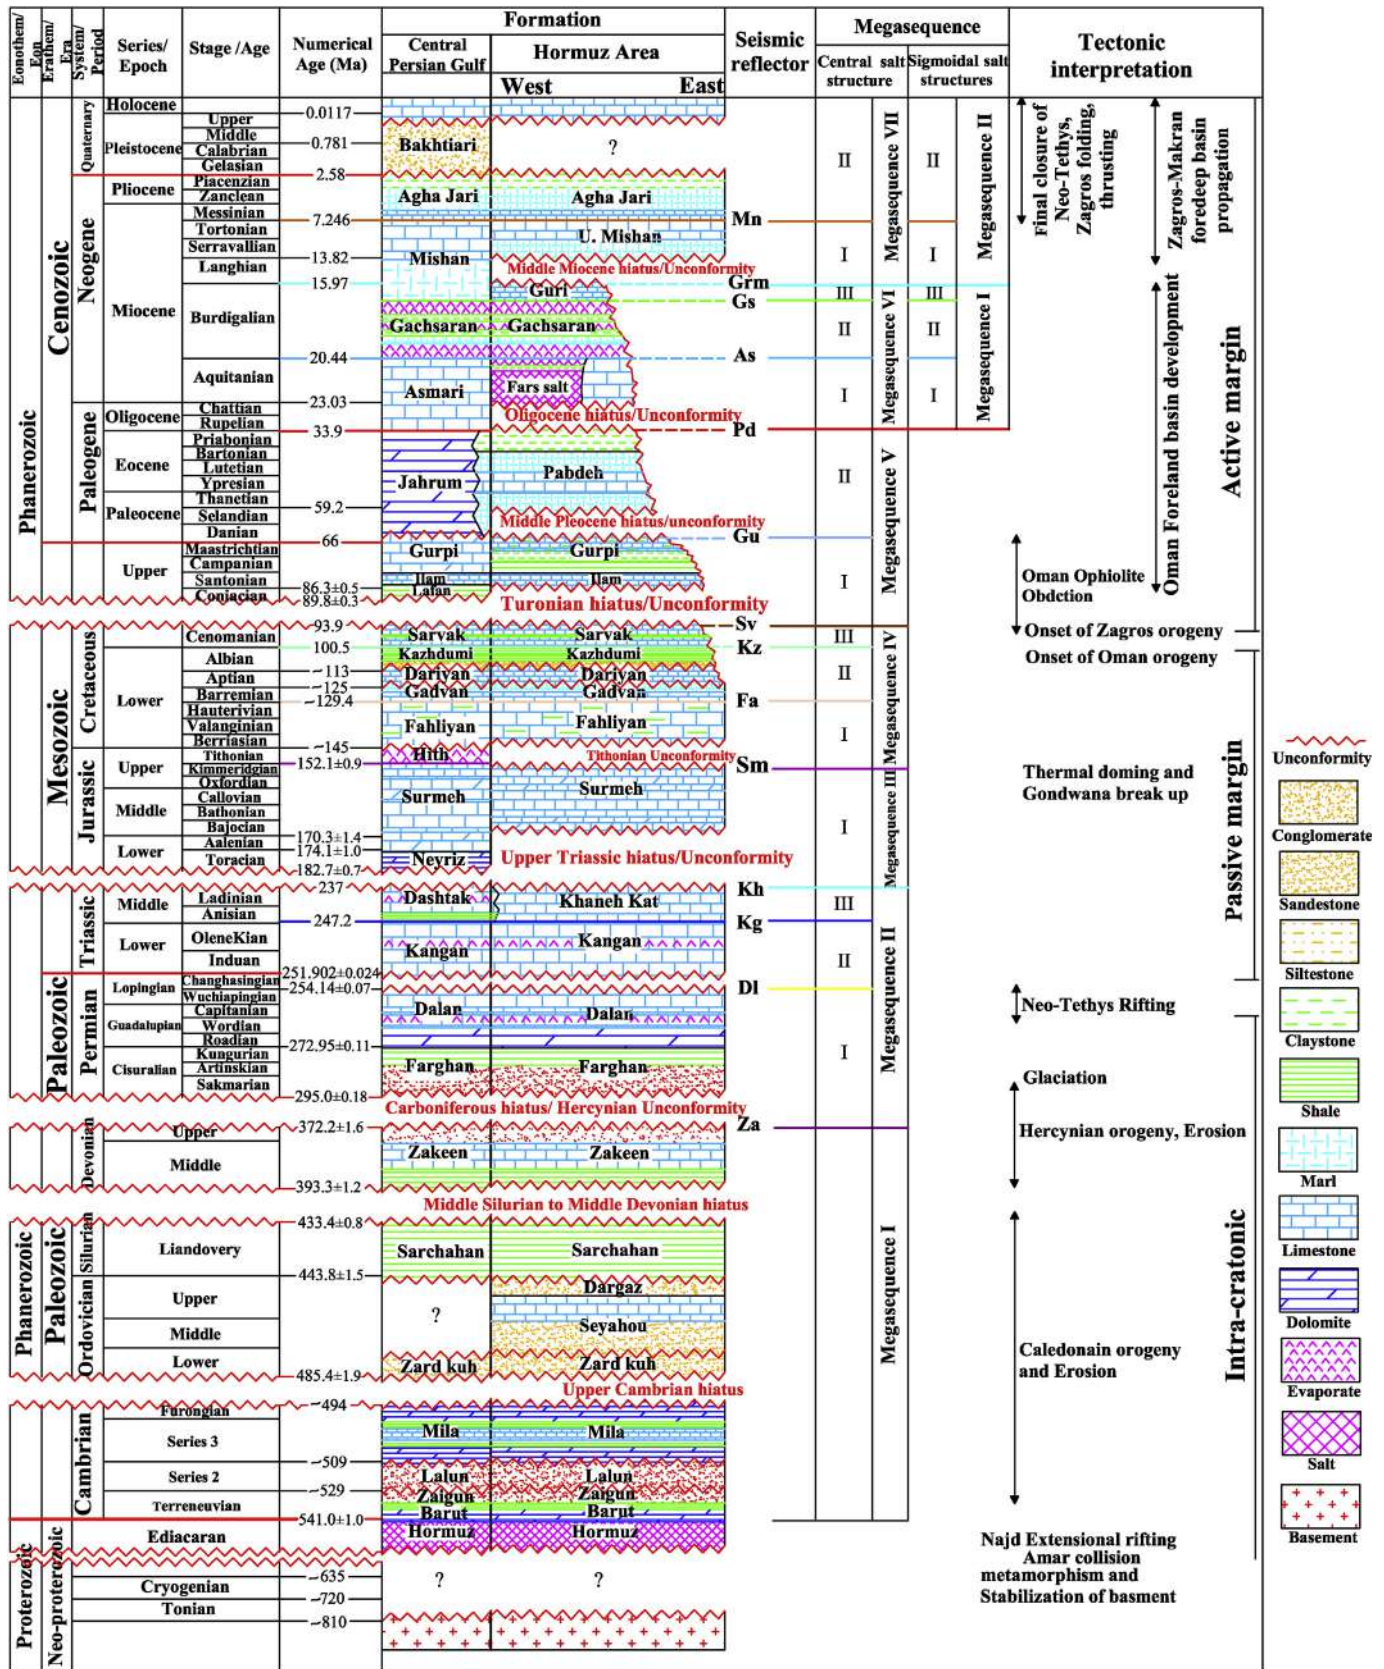 Eonothem/
Eon
Erathem/
Era
System/
Period
Series/
Epoch
Stage /Age
Numerical
Age (Ma)
Formation
Central
Persian Gulf
Hormuz Area
West
East
Seismic
reflector
Megasequence
Central salt
structure
Sigmoidal salt
structures
Tectonic
interpretation
Phanerozoic
Cenozoic
Quaternary
Holocene
0.0117
Pleistocene
Upper
Middle
0.781
Calabrian
Gelasian
2.58
Bakhtiari
?
Neogene
Pliocene
Piacenzian
Zanclean
Agha Jari
Agha Jari
Miocene
Messinian
7.246
Mn
Tortonian
Serravallian
13.82
Langhian
15.97
Mishan
U. Mishan
Middle Miocene hiatus/Unconformity
Guri
Grm
Gs
Burdigalian
Gachsaran
Gachsaran
20.44
As
Aquitanian
23.03
Asmari
Fars salt
Oligocene hiatus/Unconformity
Paleogene
Oligocene
Chattian
Rupelian
33.9
Pd
Eocene
Priabonian
Bartonian
Lutetian
Ypresian
Jahrum
Pabdeh
Paleocene
Thanetian
59.2
Selandian
Danian
66
Middle Pleocene hiatus/unconformity
Gu
Mesozoic
Cretaceous
Upper
Maastrichtian
Campanian
Santonian
86.3±0.5
Coniacian
89.8±0.3
Gurpi
Gurpi
Ilam
Ilam
Lafan
Turonian hiatus/Unconformity
93.9
Sv
Cenomanian
100.5
Sarvak
Sarvak
Kz
Lower
Albian
~113
Kazhdumi
Kazhdumi
Aptian
~125
Dariyan
Dariyan
Barremian
~129.4
Gadvan
Gadvan
Fa
Hauterivian
Valanginian
Berriasian
~145
Fahliyan
Fahliyan
Jurassic
Upper
Tithonian
152.1±0.9
Hith
Tithonian Unconformity
Kimmeridgian
Oxfordian
Sm
Middle
Callovian
Bathonian
Bajocian
170.3±1.4
Surmeh
Surmeh
Lower
Aalenian
174.1±1.0
Toracian
182.7±0.7
Neyriz
Upper Triassic hiatus/Unconformity
237
Kh
Triassic
Middle
Ladinian
Anisian
247.2
Dashtak
Khaneh Kat
Kg
Lower
OleneKian
Induan
251.902±0.024
Kangan
Kangan
Paleozoic
Permian
Lopingian
Changhasingian
254.14±0.07
Wuchiapingian
Dl
Guadalupian
Capitanian
Wordian
Roadian
272.95±0.11
Dalan
Dalan
Cisuralian
Kungurian
Artinskian
Sakmarian
295.0±0.18
Farghan
Farghan
Carboniferous hiatus/ Hercynian Unconformity
372.2±1.6
Za
Devonian
Upper
Middle
393.3±1.2
Zakeen
Zakeen
Middle Silurian to Middle Devonian hiatus
Phanerozoic
Paleozoic
433.4±0.8
Silurian
Liandovery
443.8±1.5
Sarchahan
Sarchahan
Ordovician
Upper
Middle
Lower
485.4±1.9
?
Dargaz
Seyahou
Zard kuh
Zard kuh
Upper Cambrian hiatus
~494
Cambrian
Furongian
Series 3
~509
Mila
Mila
Series 2
~529
Lalun
Lalun
Zaigun
Zaigun
Terreneuvian
541.0±1.0
Barut
Barut
Proterozoic
Neo-proterozoic
Ediacaran
Hormuz
Hormuz
~635
Cryogenian
~720
Tonian
~810
?
?
II
I
III
II
I
II
I
III
II
I
I
III
II
I
Megasequence VII
Megasequence VI
Megasequence V
Megasequence IV
Megasequence III
Megasequence II
Megasequence I
II
I
III
II
I
Megasequence II
Megasequence I
Final closure of
Neo-Tethys,
Zagros folding,
thrusting
Zagros-Makran
foredeep basin
propagation
Oman Foreland basin development
Active margin
Oman Ophiolite
Obdction
Onset of Zagros orogeny
Onset of Oman orogeny
Thermal doming and
Gondwana break up
Passive margin
Neo-Tethys Rifting
Glaciation
Hercynian orogeny, Erosion
Caledonain orogeny
and Erosion
Intra-cratonic
Najd Extensional rifting
Amar collision
metamorphism and
Stabilization of basment
Unconformity
Conglomerate
Sandestone
Siltestone
Claystone
Shale
Marl
Limestone
Dolomite
Evaporate
Salt
Basement